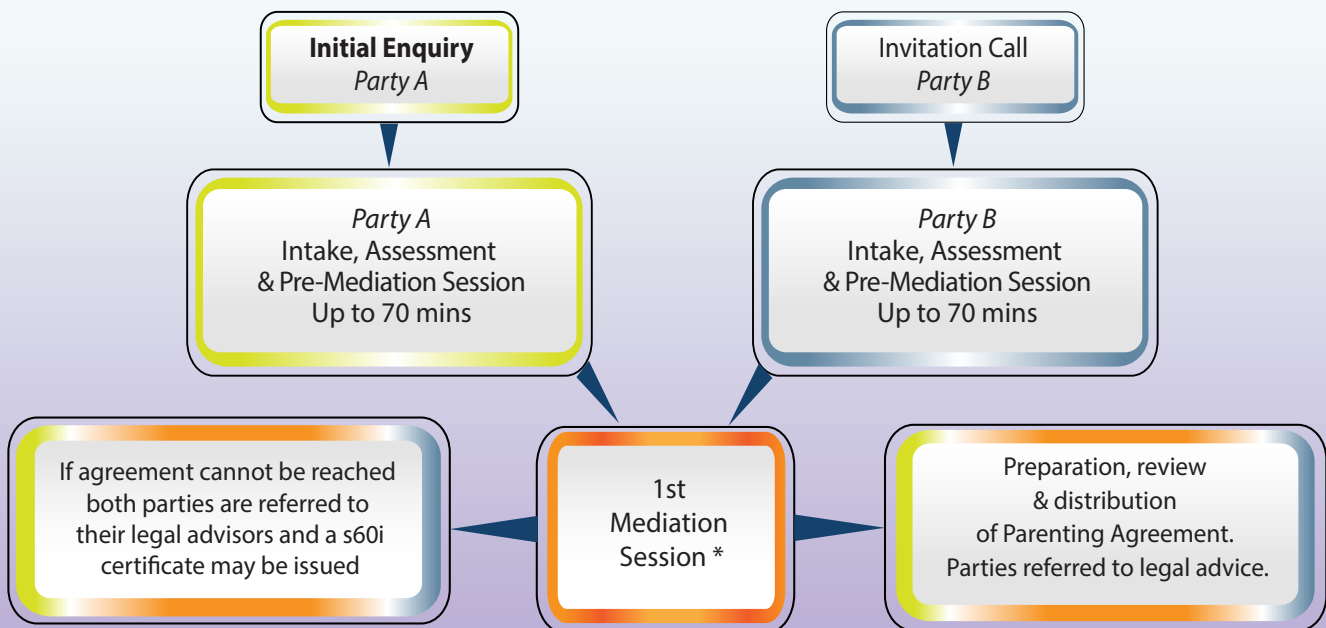 Initial Enquiry
Party A
Invitation Call
Party B
Party A
Intake, Assessment
& Pre-Mediation Session
Up to 70 mins
Party B
Intake, Assessment
& Pre-Mediation Session
Up to 70 mins
If agreement cannot be reached
both parties are referred to
their legal advisors and a s60i
certificate may be issued
1st
Mediation
Session *
Preparation, review
& distribution
of Parenting Agreement.
Parties referred to legal advice.